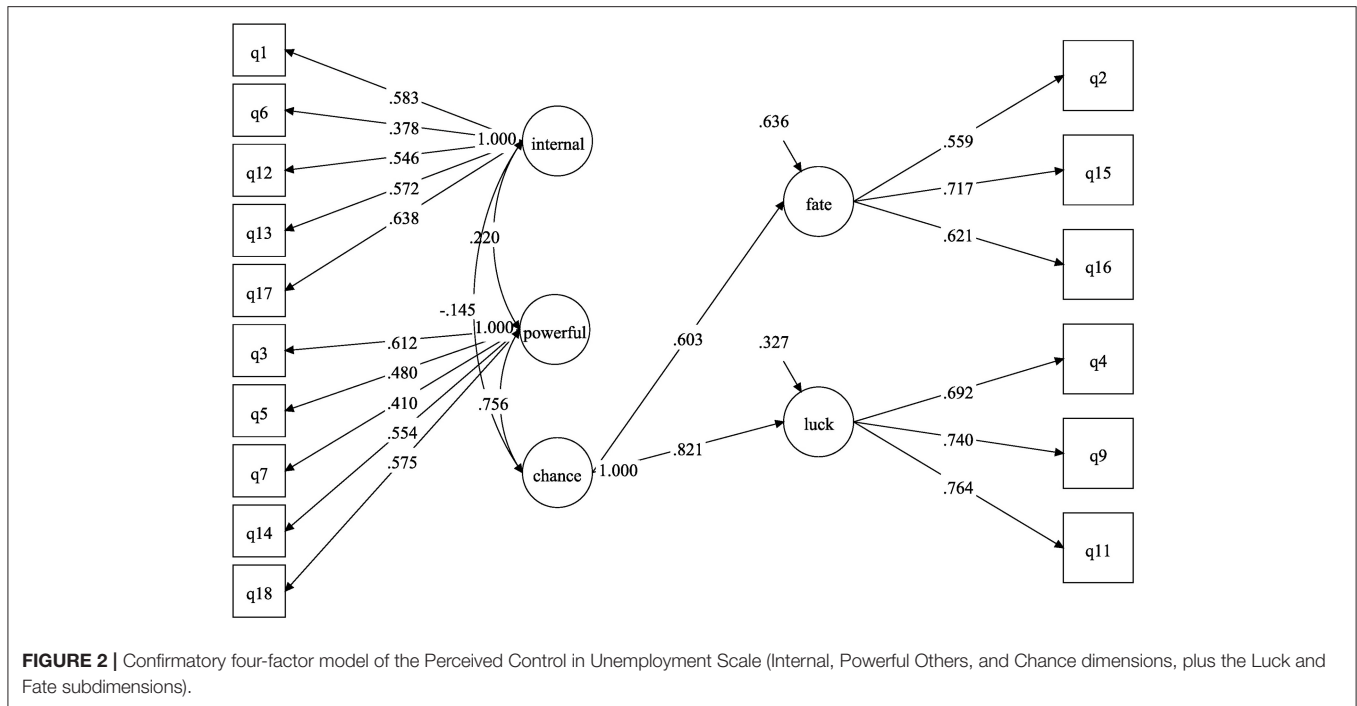 q1
q6
q12
q13
q17
q3
q5
q7
q14
q18
.583
.378
.546
.572
.638
1.000
internal
.220
-.145
.612
.480
.410
.554
.575
1.000
powerful
.756
chance
1.000
.603
.821
.636
fate
.327
luck
.559
.717
.621
.692
.740
.764
q2
q15
q16
q4
q9
q11
FIGURE 2 | Confirmatory four-factor model of the Perceived Control in Unemployment Scale (Internal, Powerful Others, and Chance dimensions, plus the Luck and
Fate subdimensions).